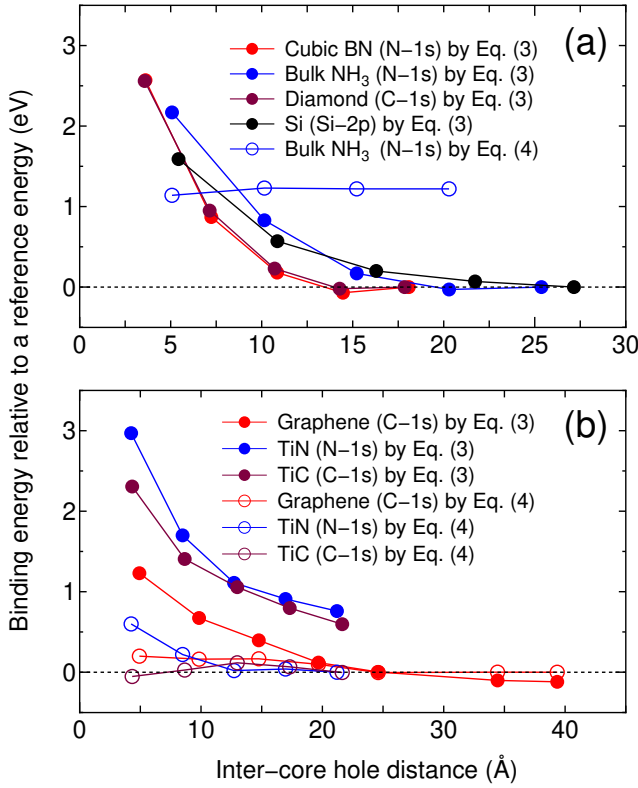 Binding energy relative to a reference energy (eV)
(a)
Cubic BN (N−1s) by Eq. (3)
Bulk NH₃ (N−1s) by Eq. (3)
Diamond (C−1s) by Eq. (3)
Si (Si−2p) by Eq. (3)
Bulk NH₃ (N−1s) by Eq. (4)
3
2
1
0
0 5 10 15 20 25 30
(b)
Graphene (C−1s) by Eq. (3)
TiN (N−1s) by Eq. (3)
TiC (C−1s) by Eq. (3)
Graphene (C−1s) by Eq. (4)
TiN (N−1s) by Eq. (4)
TiC (C−1s) by Eq. (4)
3
2
1
0
0 10 20 30 40
Inter−core hole distance (Å)